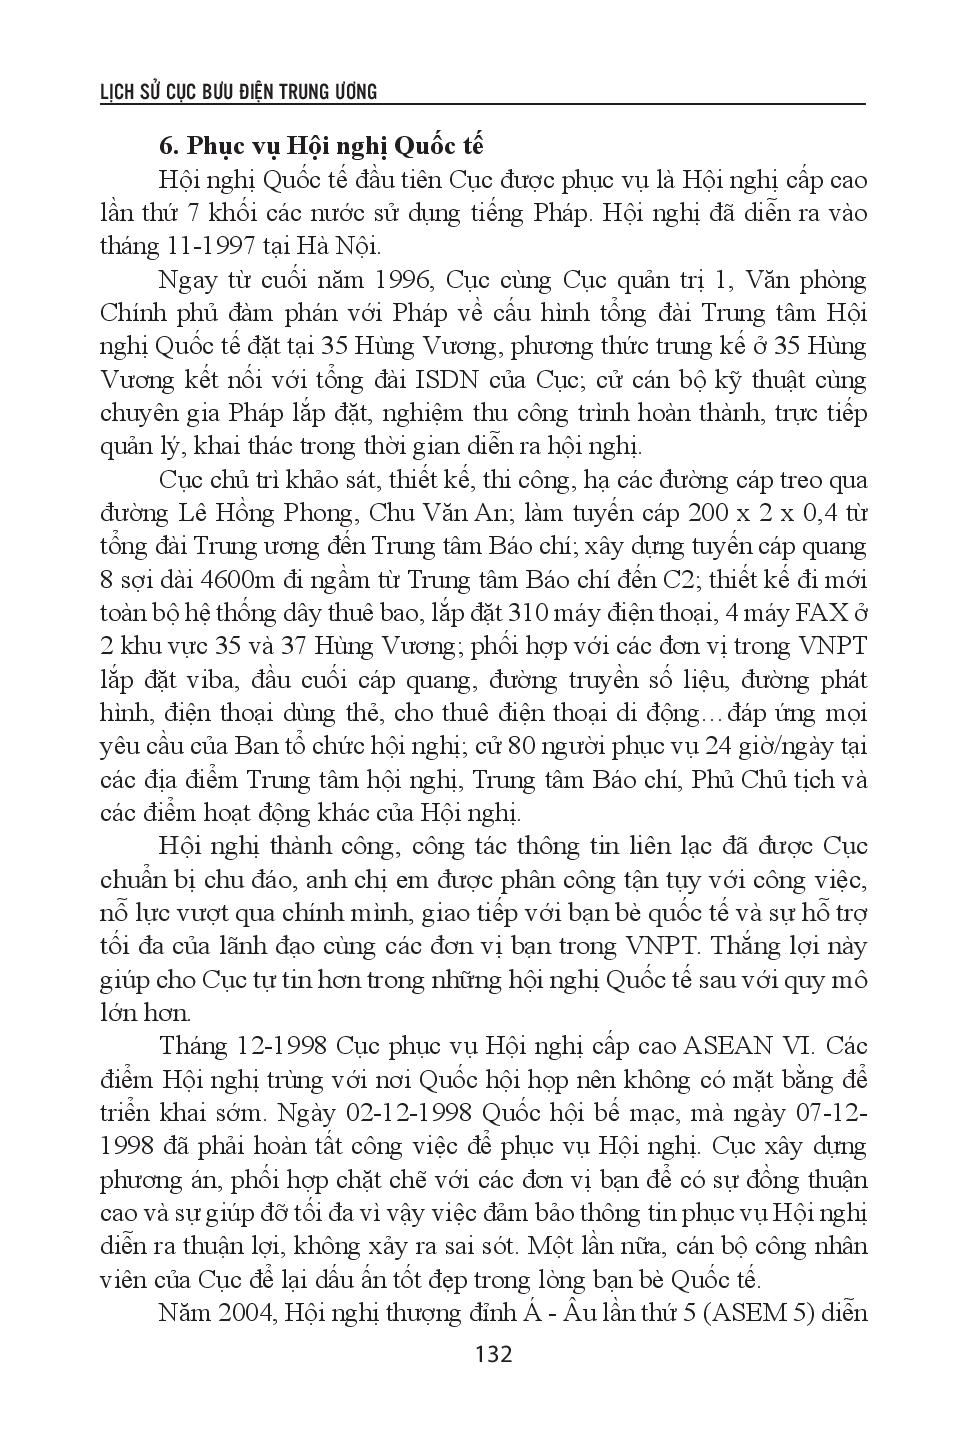 LỊCH SỬ CỤC BƯU ĐIỆN TRUNG ƯƠNG
6. Phục vụ Hội nghị Quốc tế
Hội nghị Quốc tế đầu tiên Cục được phục vụ là Hội nghị cấp cao
lần thứ 7 khối các nước sử dụng tiếng Pháp. Hội nghị đã diễn ra vào
tháng 11-1997 tại Hà Nội.
Ngay từ cuối năm 1996, Cục cùng Cục quản trị 1, Văn phòng
Chính phủ đàm phán với Pháp về cấu hình tổng đài Trung tâm Hội
nghị Quốc tế đặt tại 35 Hùng Vương, phương thức trung kế ở 35 Hùng
Vương kết nối với tổng đài ISDN của Cục; cử cán bộ kỹ thuật cùng
chuyên gia Pháp lắp đặt, nghiệm thu công trình hoàn thành, trực tiếp
quản lý, khai thác trong thời gian diễn ra hội nghị.
Cục chủ trì khảo sát, thiết kế, thi công, hạ các đường cáp treo qua
đường Lê Hồng Phong, Chu Văn An; làm tuyến cáp 200 x 2 x 0,4 từ
tổng đài Trung ương đến Trung tâm Báo chí; xây dựng tuyến cáp quang
8 sợi dài 4600m đi ngầm từ Trung tâm Báo chí đến C2; thiết kế đi mới
toàn bộ hệ thống dây thuê bao, lắp đặt 310 máy điện thoại, 4 máy FAX ở
2 khu vực 35 và 37 Hùng Vương; phối hợp với các đơn vị trong VNPT
lắp đặt viba, đầu cuối cáp quang, đường truyền số liệu, đường phát
hình, điện thoại dùng thẻ, cho thuê điện thoại di động…đáp ứng mọi
yêu cầu của Ban tổ chức hội nghị; cử 80 người phục vụ 24 giờ/ngày tại
các địa điểm Trung tâm hội nghị, Trung tâm Báo chí, Phủ Chủ tịch và
các điểm hoạt động khác của Hội nghị.
Hội nghị thành công, công tác thông tin liên lạc đã được Cục
chuẩn bị chu đáo, anh chị em được phân công tận tụy với công việc,
nỗ lực vượt qua chính mình, giao tiếp với bạn bè quốc tế và sự hỗ trợ
tối đa của lãnh đạo cùng các đơn vị bạn trong VNPT. Thắng lợi này
giúp cho Cục tự tin hơn trong những hội nghị Quốc tế sau với quy mô
lớn hơn.
Tháng 12-1998 Cục phục vụ Hội nghị cấp cao ASEAN VI. Các
điểm Hội nghị trùng với nơi Quốc hội họp nên không có mặt bằng để
triển khai sớm. Ngày 02-12-1998 Quốc hội bế mạc, mà ngày 07-12-
1998 đã phải hoàn tất công việc để phục vụ Hội nghị. Cục xây dựng
phương án, phối hợp chặt chẽ với các đơn vị bạn để có sự đồng thuận
cao và sự giúp đỡ tối đa vì vậy việc đảm bảo thông tin phục vụ Hội nghị
diễn ra thuận lợi, không xảy ra sai sót. Một lần nữa, cán bộ công nhân
viên của Cục để lại dấu ấn tốt đẹp trong lòng bạn bè Quốc tế.
Năm 2004, Hội nghị thượng đỉnh Á - Âu lần thứ 5 (ASEM 5) diễn
132